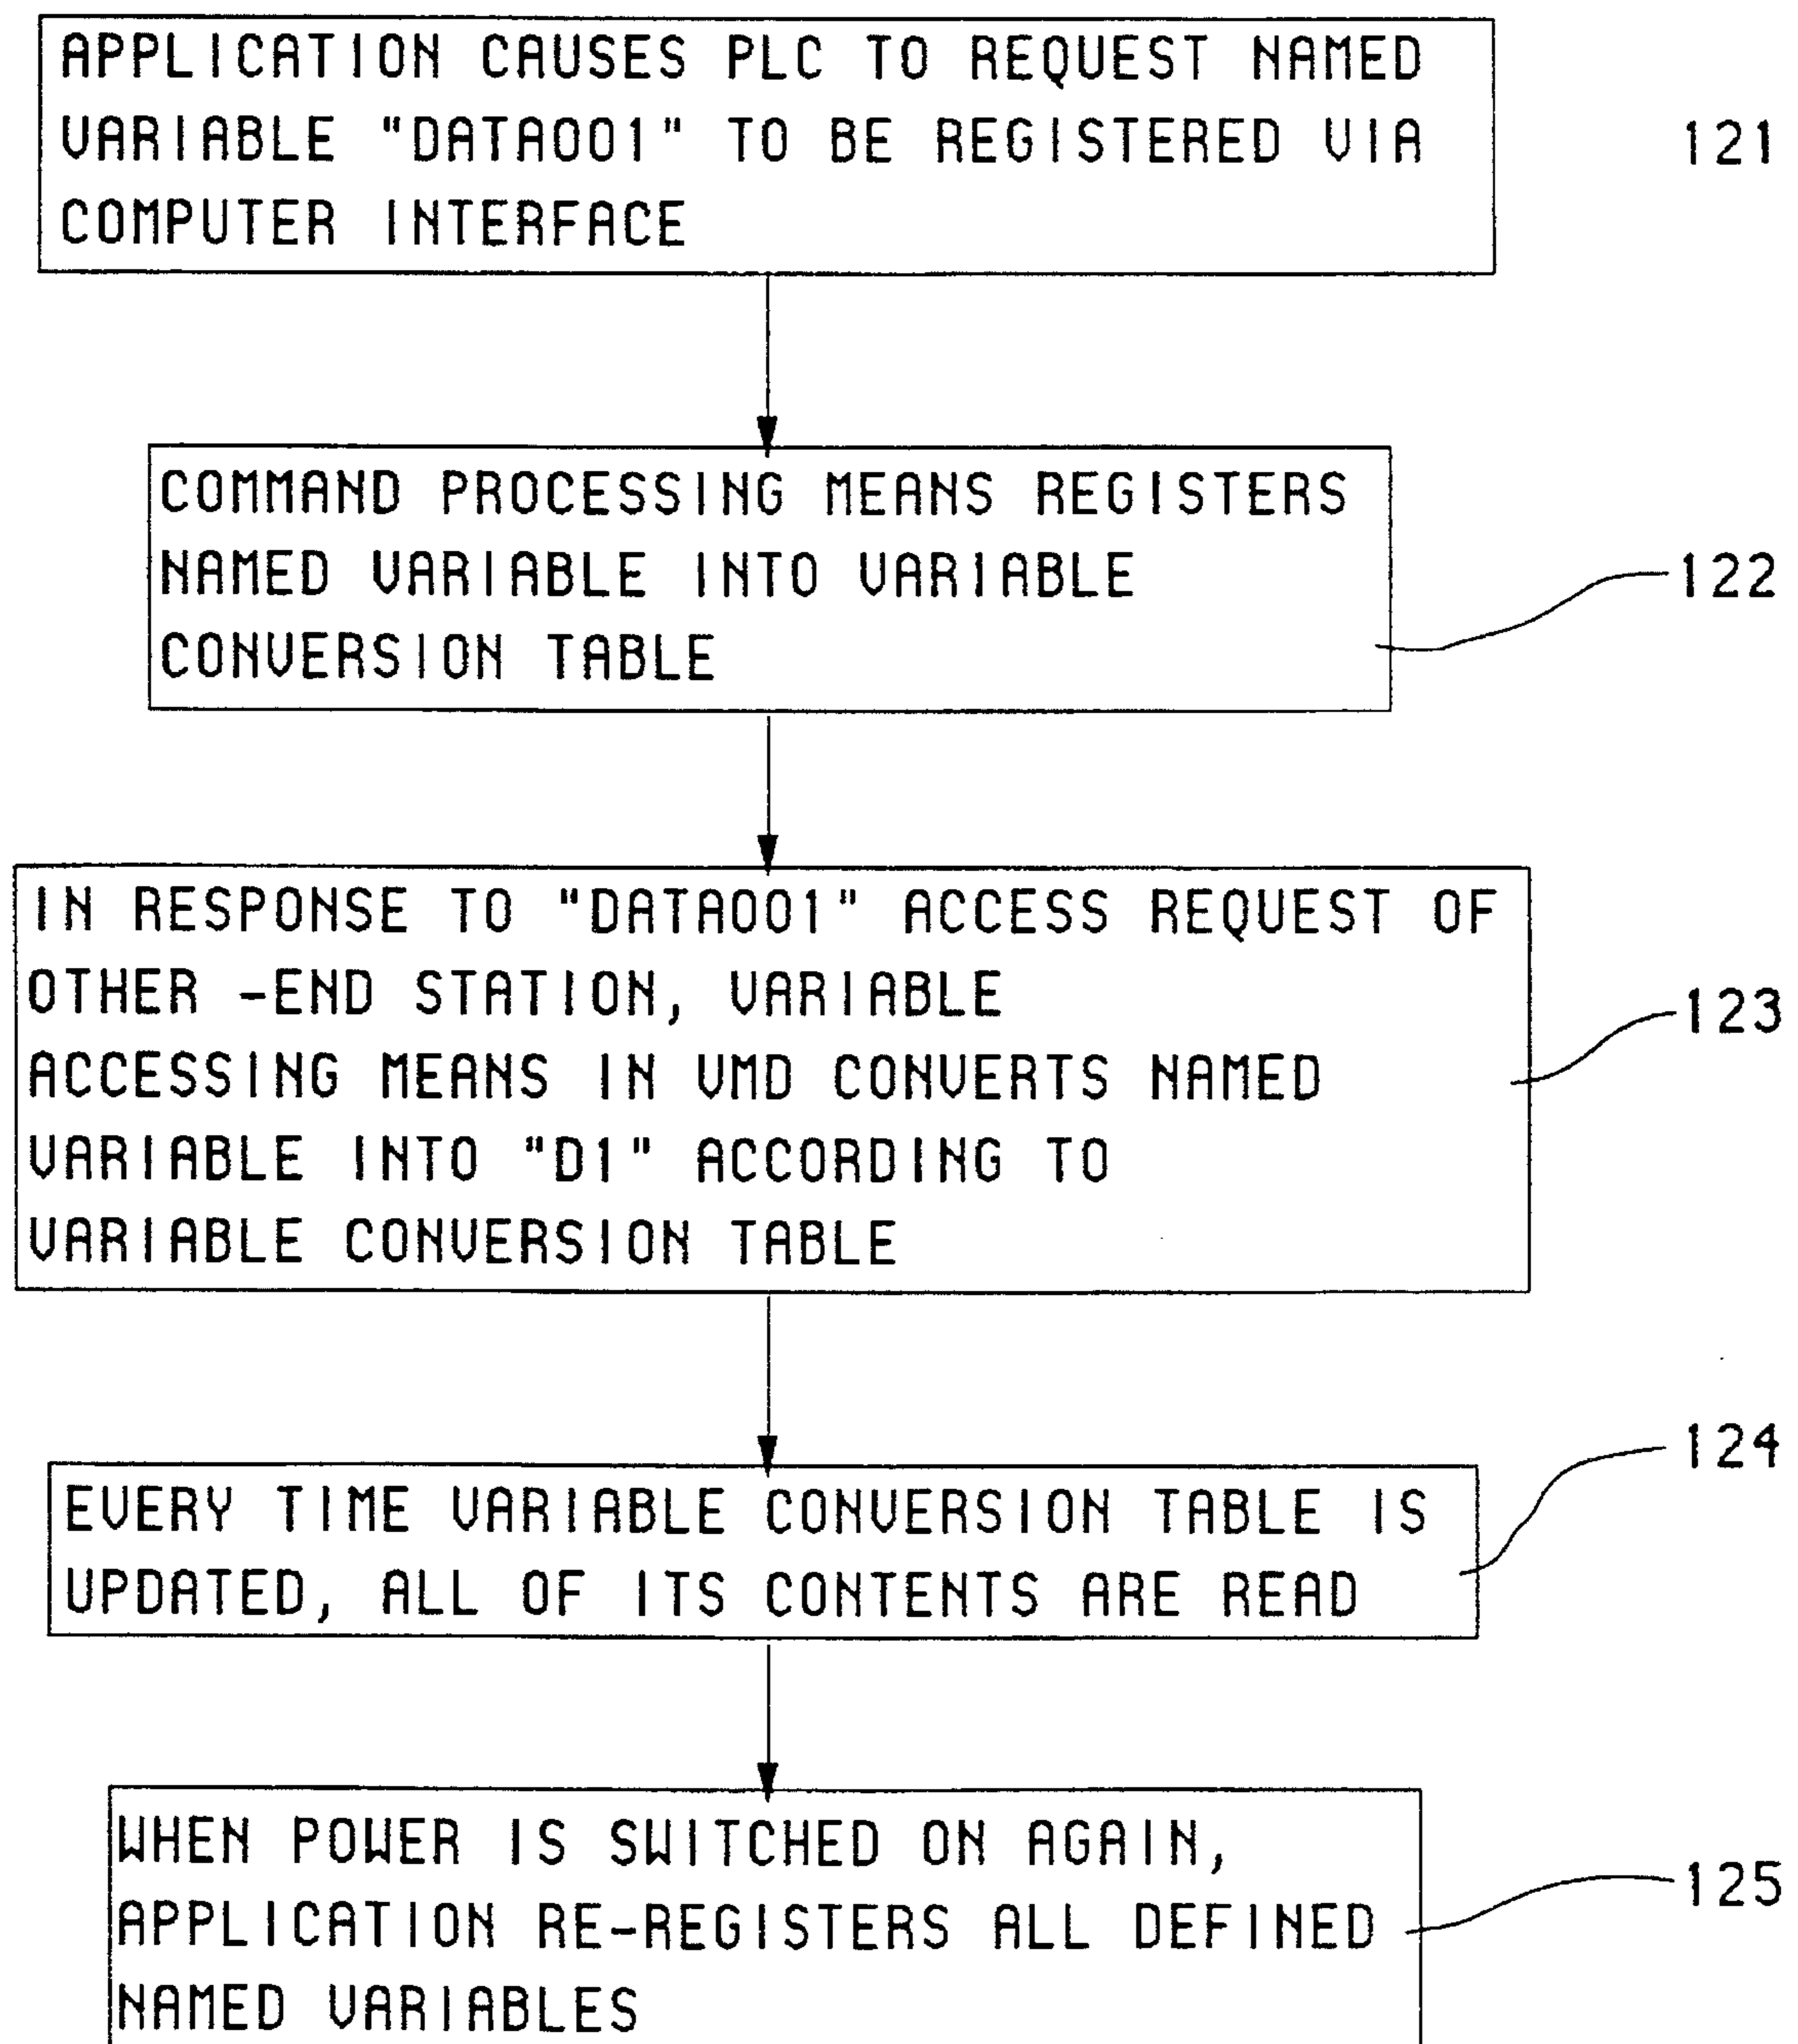 APPLICATION CAUSES PLC TO REQUEST NAMED
VARIABLE "DATA001" TO BE REGISTERED VIA
COMPUTER INTERFACE
121
COMMAND PROCESSING MEANS REGISTERS
NAMED VARIABLE INTO VARIABLE
CONVERSION TABLE
122
IN RESPONSE TO "DATA001" ACCESS REQUEST OF
OTHER -END STATION, VARIABLE
ACCESSING MEANS IN VMD CONVERTS NAMED
VARIABLE INTO "D1" ACCORDING TO
VARIABLE CONVERSION TABLE
123
EVERY TIME VARIABLE CONVERSION TABLE IS
UPDATED, ALL OF ITS CONTENTS ARE READ
124
WHEN POWER IS SWITCHED ON AGAIN,
APPLICATION RE-REGISTERS ALL DEFINED
NAMED VARIABLES
125